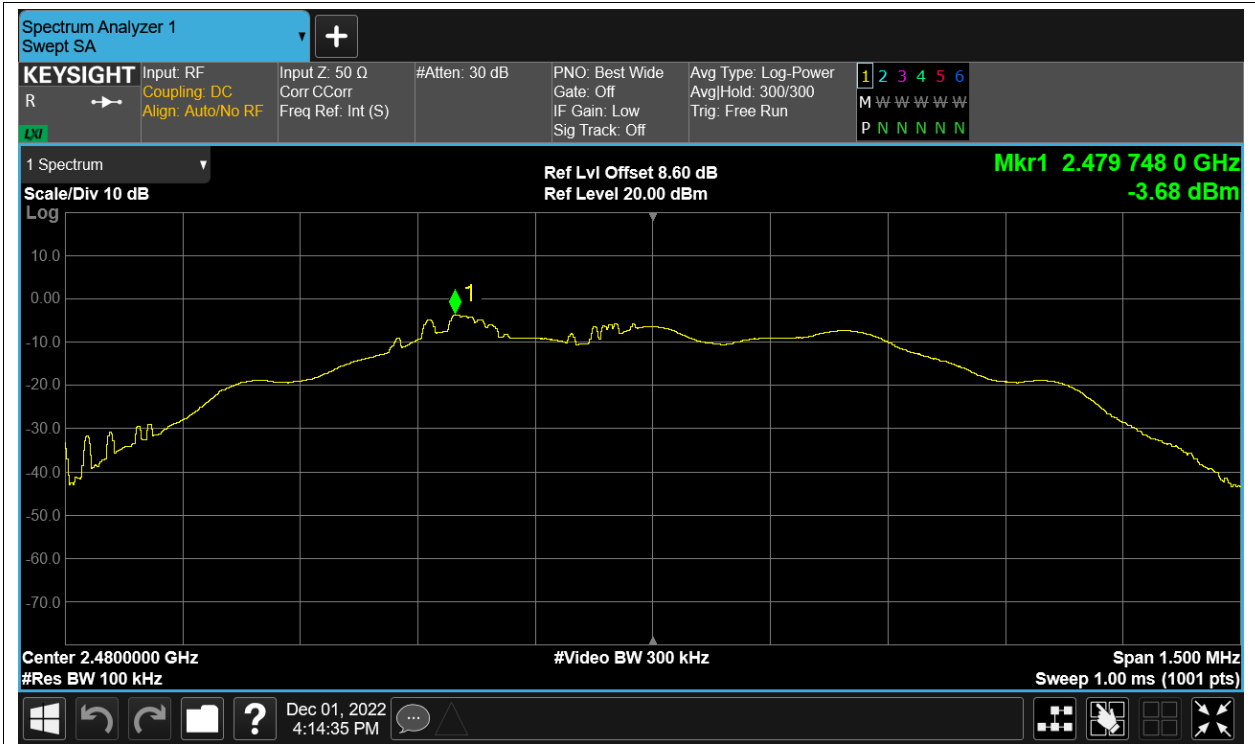 Spectrum Analyzer 1
Swept SA
KEYSIGHT
R
LXI
Input: RF
Coupling: DC
Align: Auto/No RF
Input Z: 50 Ω
Corr CCorr
Freq Ref: Int (S)
#Atten: 30 dB
PNO: Best Wide
Gate: Off
IF Gain: Low
Sig Track: Off
Avg Type: Log-Power
Avg|Hold: 300/300
Trig: Free Run
1 2 3 4 5 6
M W W W W W
P N N N N N
1 Spectrum
Scale/Div 10 dB
Ref Lvl Offset 8.60 dB
Ref Level 20.00 dBm
Mkr1 2.479 748 0 GHz
-3.68 dBm
Log
10.0
0.00
-10.0
-20.0
-30.0
-40.0
-50.0
-60.0
-70.0
1
Center 2.4800000 GHz
#Res BW 100 kHz
#Video BW 300 kHz
Span 1.500 MHz
Sweep 1.00 ms (1001 pts)
?
Dec 01, 2022
4:14:35 PM